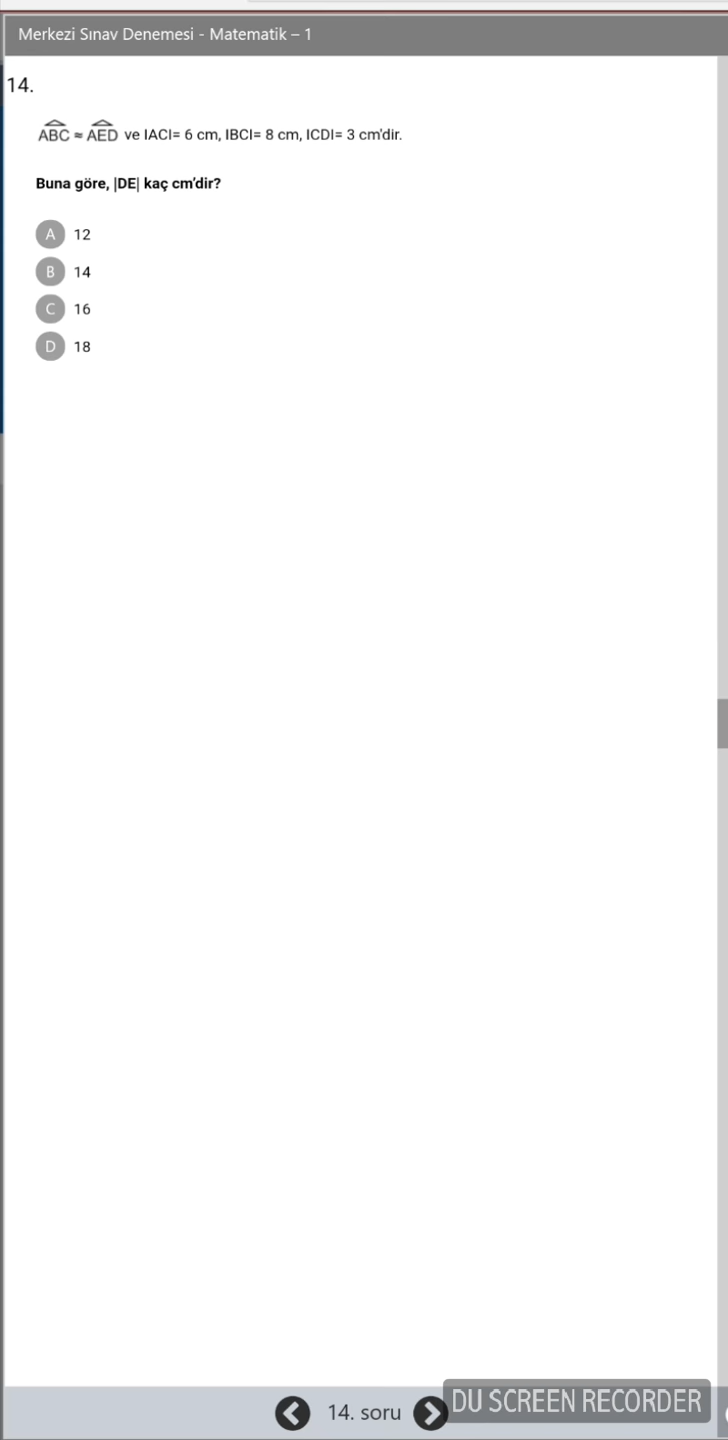 Merkezi Sınav Denemesi - Matematik – 1
14.
ABC ≈ AED ve IACI= 6 cm, IBCI= 8 cm, ICDI= 3 cm'dir.
Buna göre, |DE| kaç cm'dir?
A 12
B 14
C 16
D 18
14. soru
DU SCREEN RECORDER